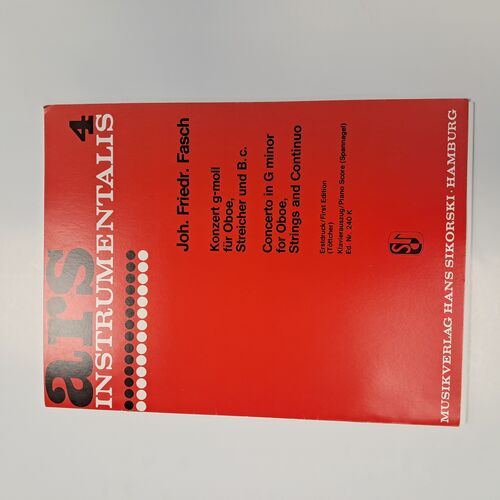 ars 4
INSTRUMENTALIS
Joh. Friedr. Fasch
Konzert g-moll
für Oboe,
Streicher und B. c.
Concerto in G minor
for Oboe,
Strings and Continuo
Erstdruck/First Edition
(Töttcher)
Klavierauszug/Piano Score (Spannagel)
Ed. Nr. 240 K
MUSIKVERLAG HANS SIKORSKI · HAMBURG